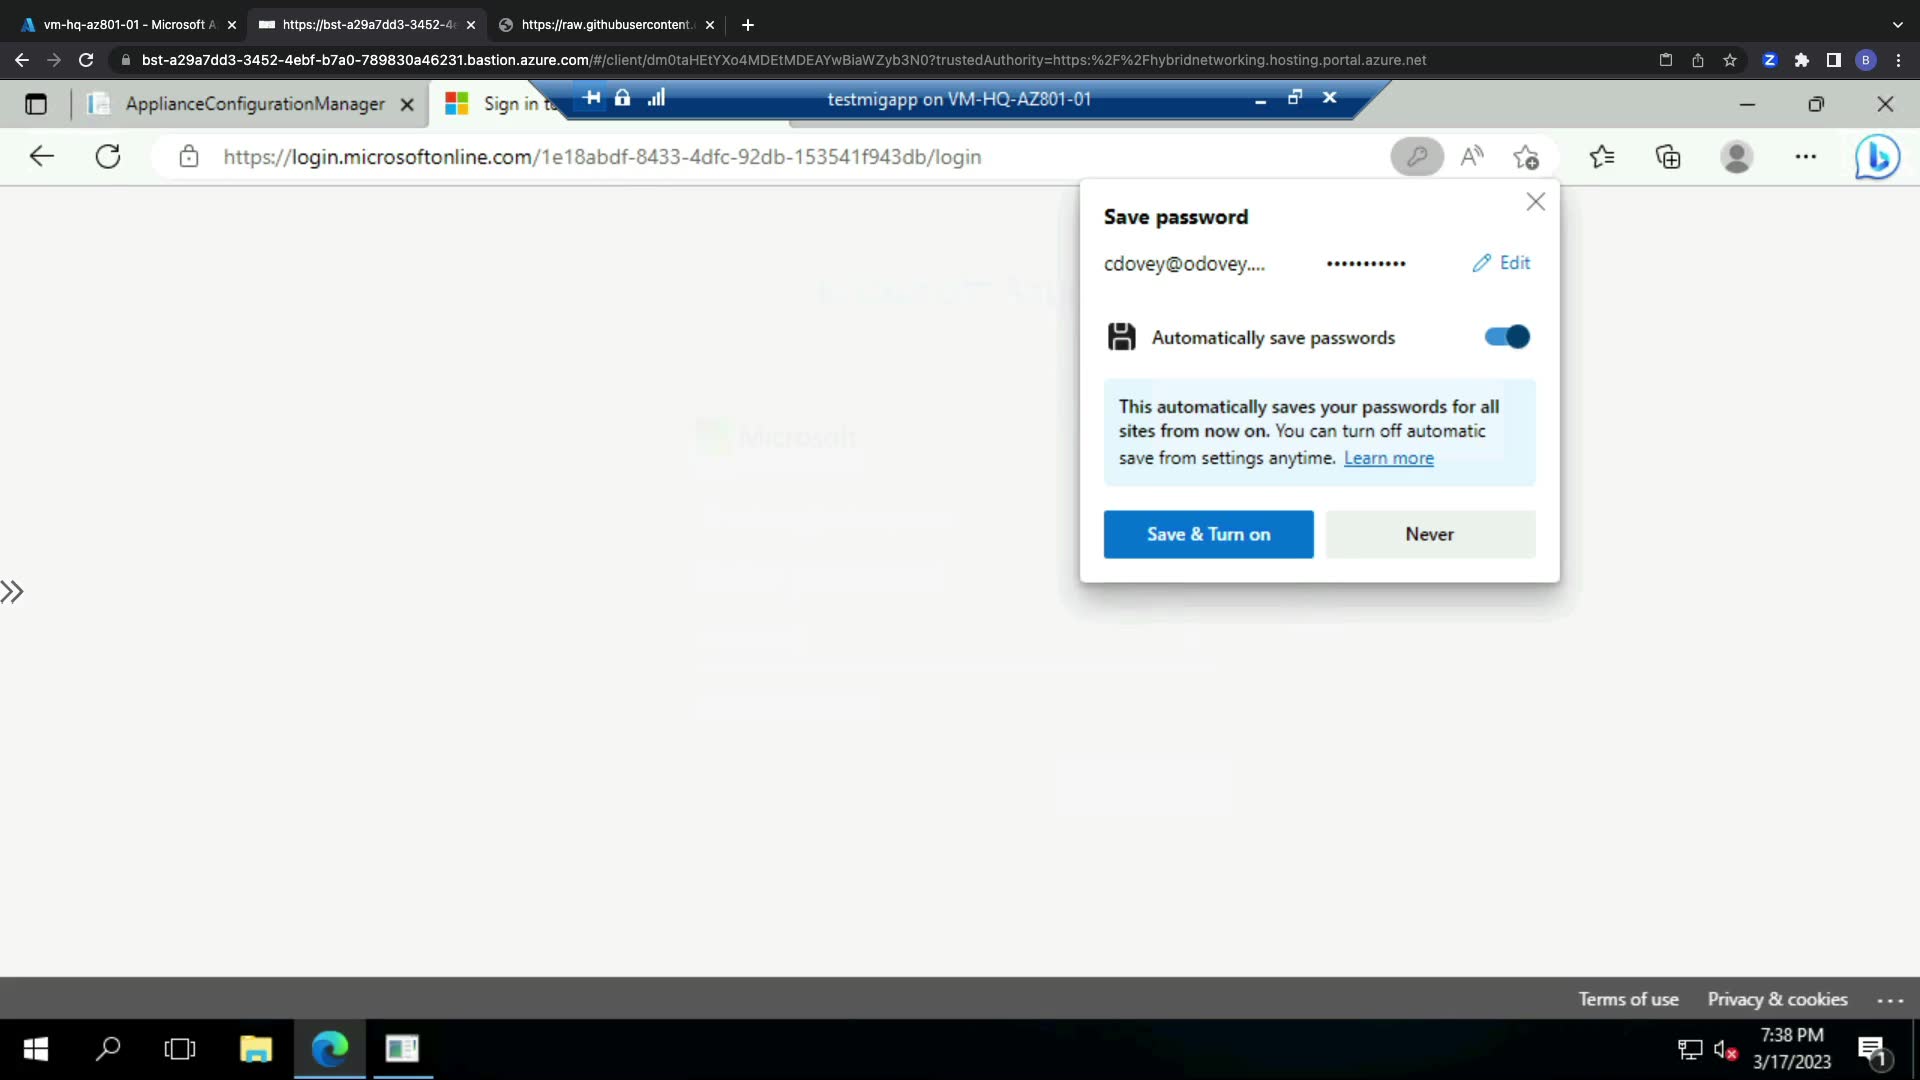 vm-hq-az801-01 - Microsoft A
https://bst-a29a7dd3-3452-4e
https://raw.githubusercontent.
bst-a29a7dd3-3452-4ebf-b7a0-789830a46231.bastion.azure.com/#/client/dm0taHEtYXo4MDEtMDEAYwBiaWZyb3N0?trustedAuthority=https:%2F%2Fhybridnetworking.hosting.portal.azure.net
B
ApplianceConfigurationManager
Sign in to
testmigapp on VM-HQ-AZ801-01
https://login.microsoftonline.com/1e18abdf-8433-4dfc-92db-153541f943db/login
Save password
cdovey@odovey....
•••••••••••
Edit
Automatically save passwords
This automatically saves your passwords for all
sites from now on. You can turn off automatic
save from settings anytime. Learn more
Save & Turn on
Never
Microsoft
Terms of use
Privacy & cookies
7:38 PM
3/17/2023
1